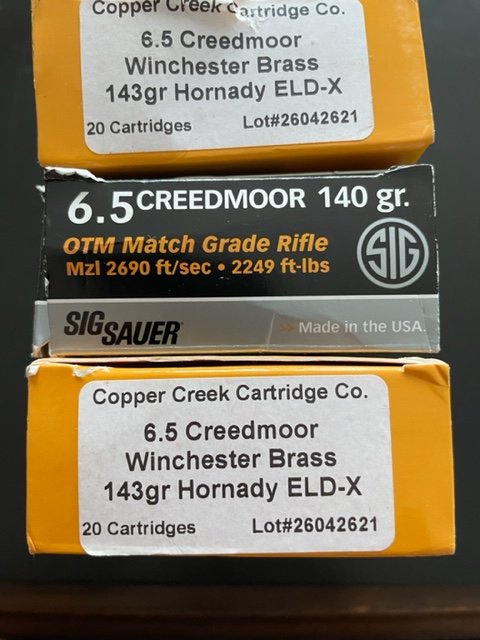 Copper Creek Cartridge Co.
6.5 Creedmoor
Winchester Brass
143gr Hornady ELD-X
20 Cartridges Lot#26042621
6.5 CREEDMOOR 140 gr.
OTM Match Grade Rifle
Mzl 2690 ft/sec • 2249 ft-lbs
SIG
SIG SAUER
>> Made in the USA.
Copper Creek Cartridge Co.
6.5 Creedmoor
Winchester Brass
143gr Hornady ELD-X
20 Cartridges Lot#26042621